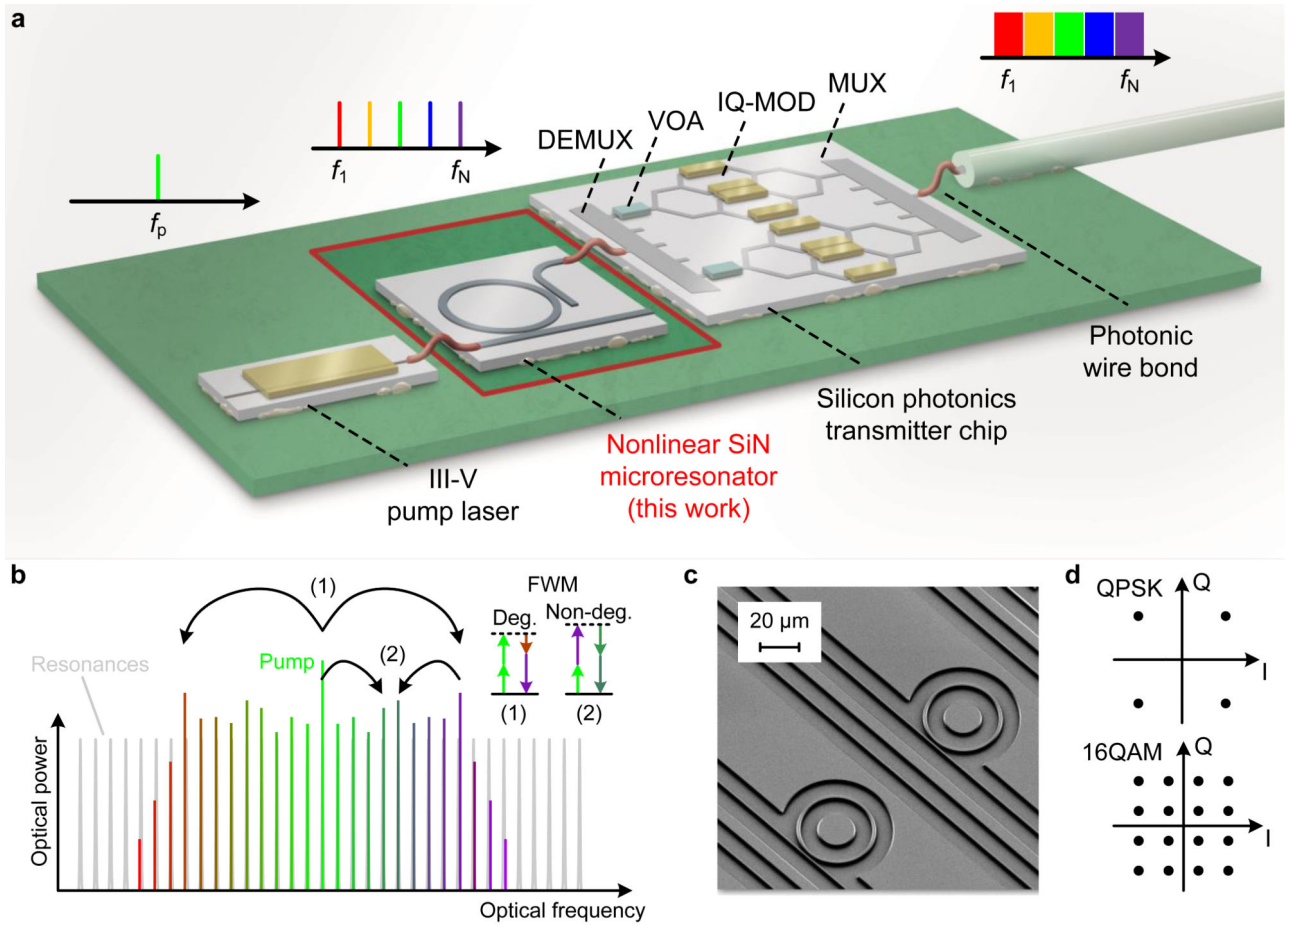 a
f1
fN
MUX
IQ-MOD
VOA
DEMUX
f1
fN
fp
Photonic
wire bond
Silicon photonics
transmitter chip
Nonlinear SiN
microresonator
(this work)
III-V
pump laser
b
(1)
FWM
Deg.
Non-deg.
Resonances
Pump
(2)
(1)
(2)
Optical power
Optical frequency
c
20 µm
d
QPSK
Q
I
16QAM
Q
I